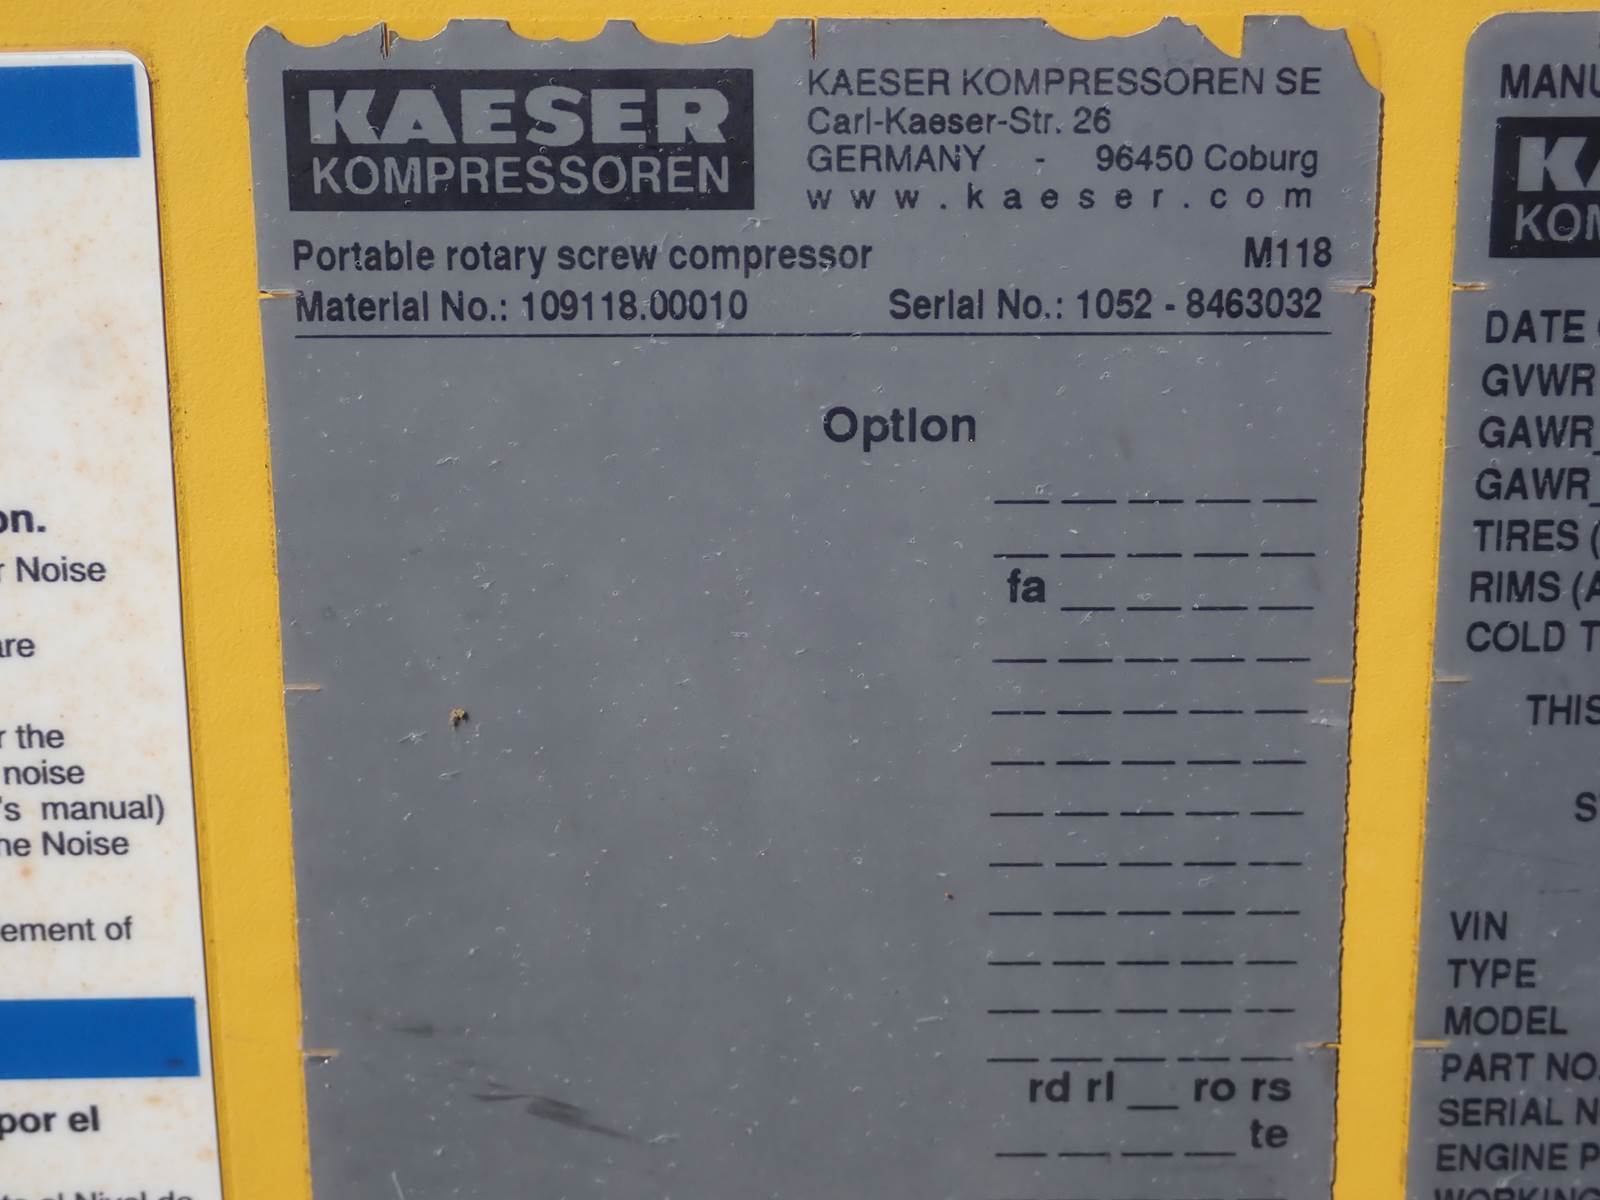 on.
Noise
are
the
noise
's manual)
Noise
ement of
por el
KAESER
KOMPRESSOREN
KAESER KOMPRESSOREN SE
Carl-Kaeser-Str. 26
GERMANY - 96450 Coburg
www.kaeser.com
Portable rotary screw compressor M118
Material No.: 109118.00010 Serial No.: 1052 - 8463032
Option
_ _ _ _ _
_ _ _ _ _
fa _ _ _ _
_ _ _ _ _
_ _ _ _ _
_ _ _ _ _
_ _ _ _ _
_ _ _ _ _
_ _ _ _ _
_ _ _ _ _
_ _ _ _ _
_ _ _ _ _
rd rl _ ro rs
_ _ _ _ te
MANU
KA
KOM
DATE
GVWR
GAWR_
GAWR_
TIRES (
RIMS (A
COLD T
THIS
S
VIN
TYPE
MODEL
PART NO.
SERIAL N
ENGINE P